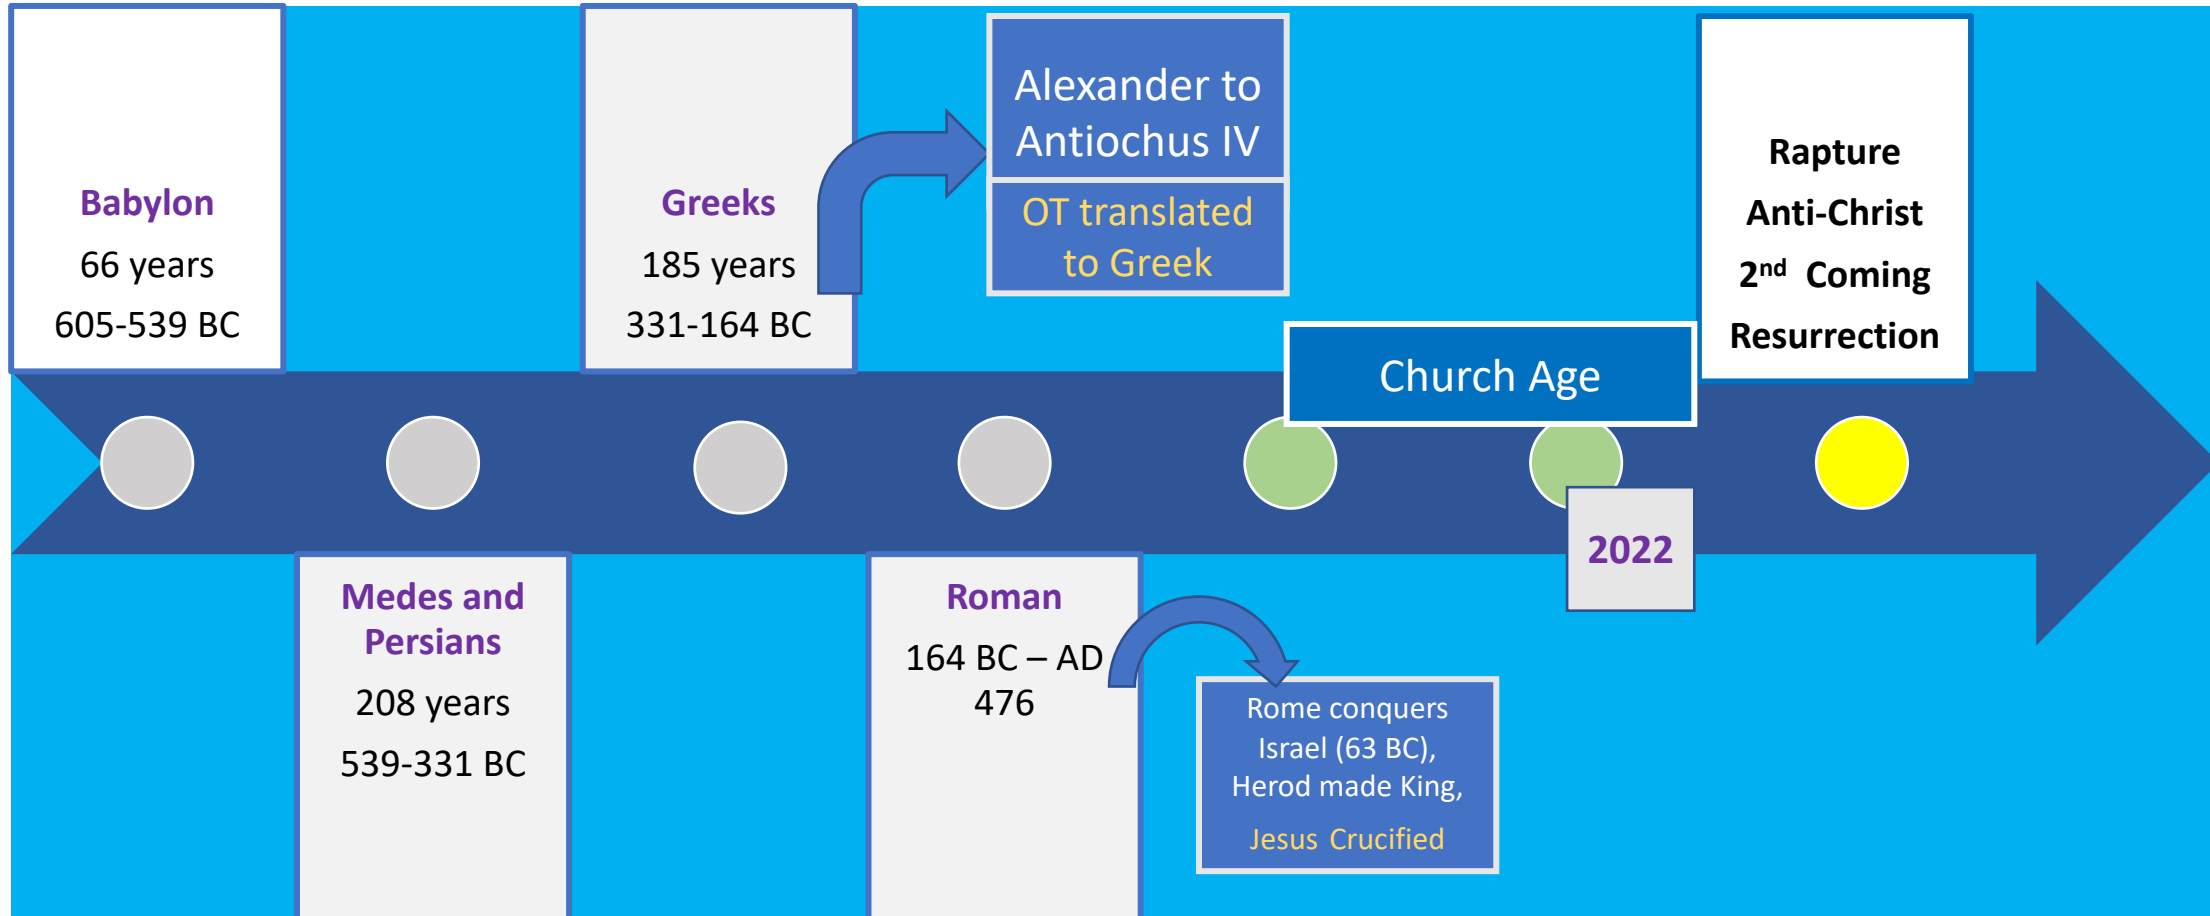 Babylon
66 years
605-539 BC
Medes and
Persians
208 years
539-331 BC
Greeks
185 years
331-164 BC
Alexander to
Antiochus IV
OT translated
to Greek
Roman
164 BC – AD
476
Rome conquers
Israel (63 BC),
Herod made King,
Jesus Crucified
Church Age
2022
Rapture
Anti-Christ
2nd Coming
Resurrection